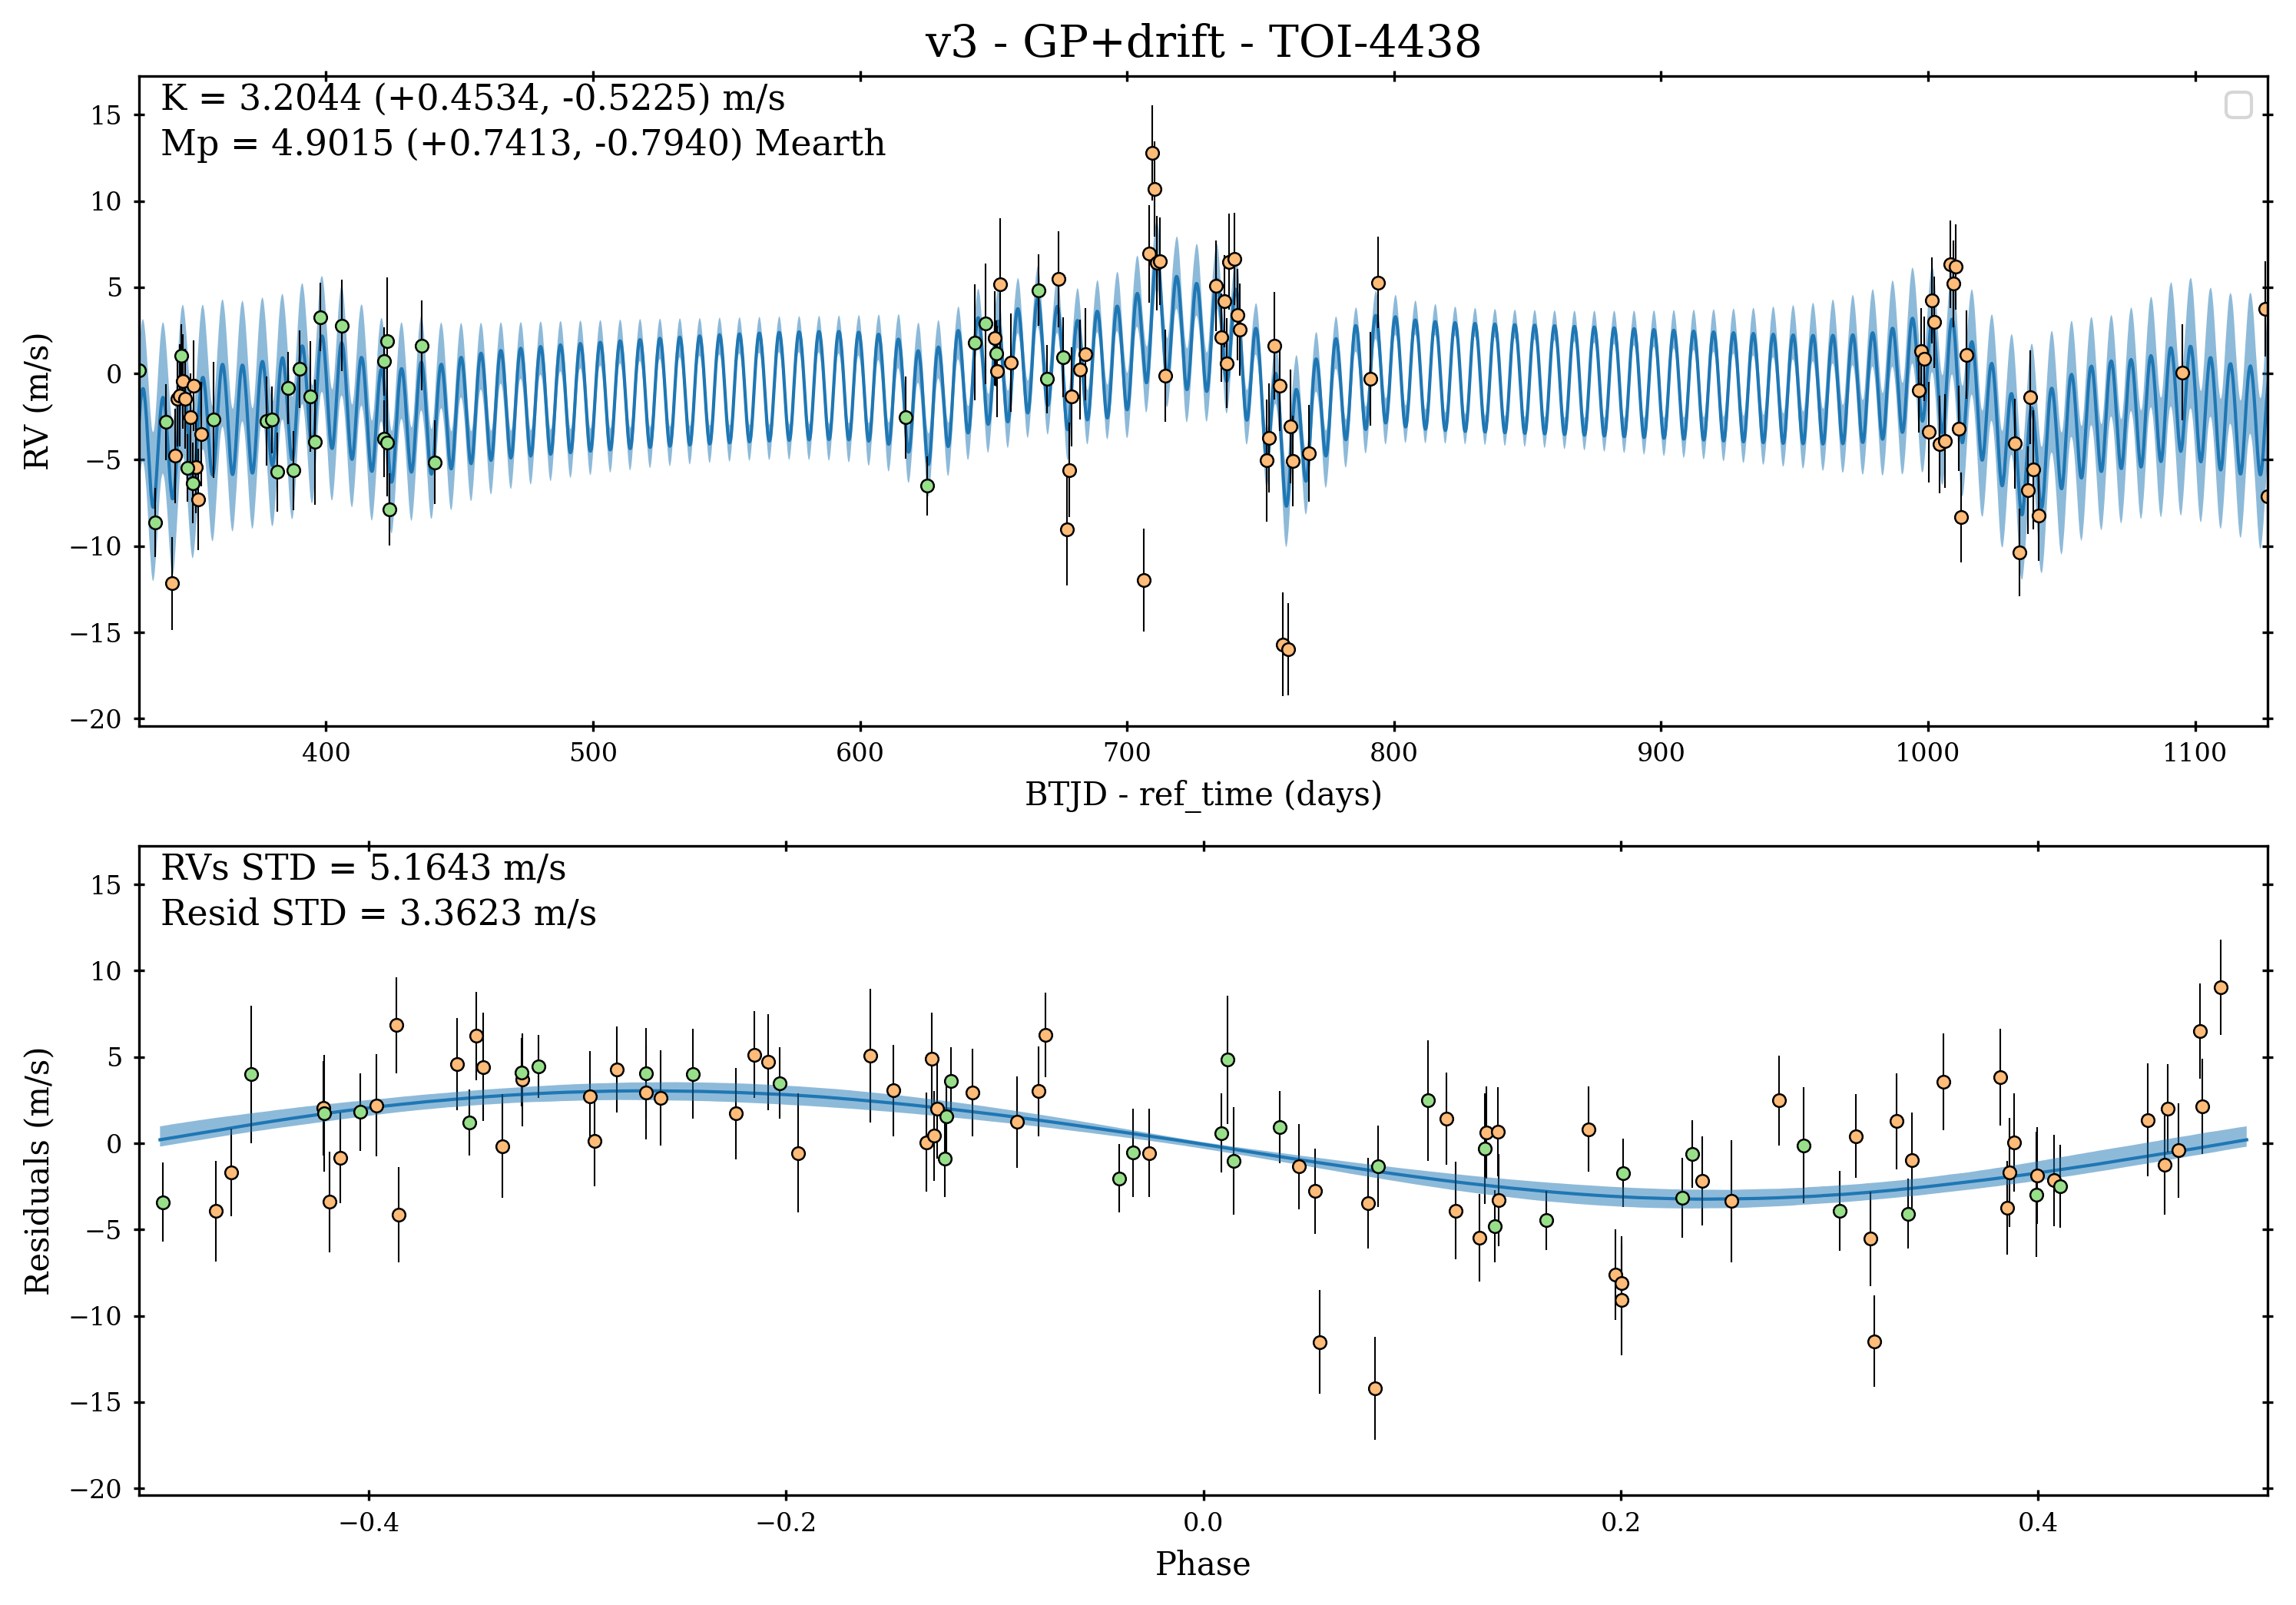 v3 - GP+drift - TOI-4438
K = 3.2044 (+0.4534, -0.5225) m/s
Mp = 4.9015 (+0.7413, -0.7940) Mearth
RV (m/s)
15
10
5
0
−5
−10
−15
−20
400 500 600 700 800 900 1000 1100
BTJD - ref_time (days)
RVs STD = 5.1643 m/s
Resid STD = 3.3623 m/s
Residuals (m/s)
15
10
5
0
−5
−10
−15
−20
−0.4 −0.2 0.0 0.2 0.4
Phase